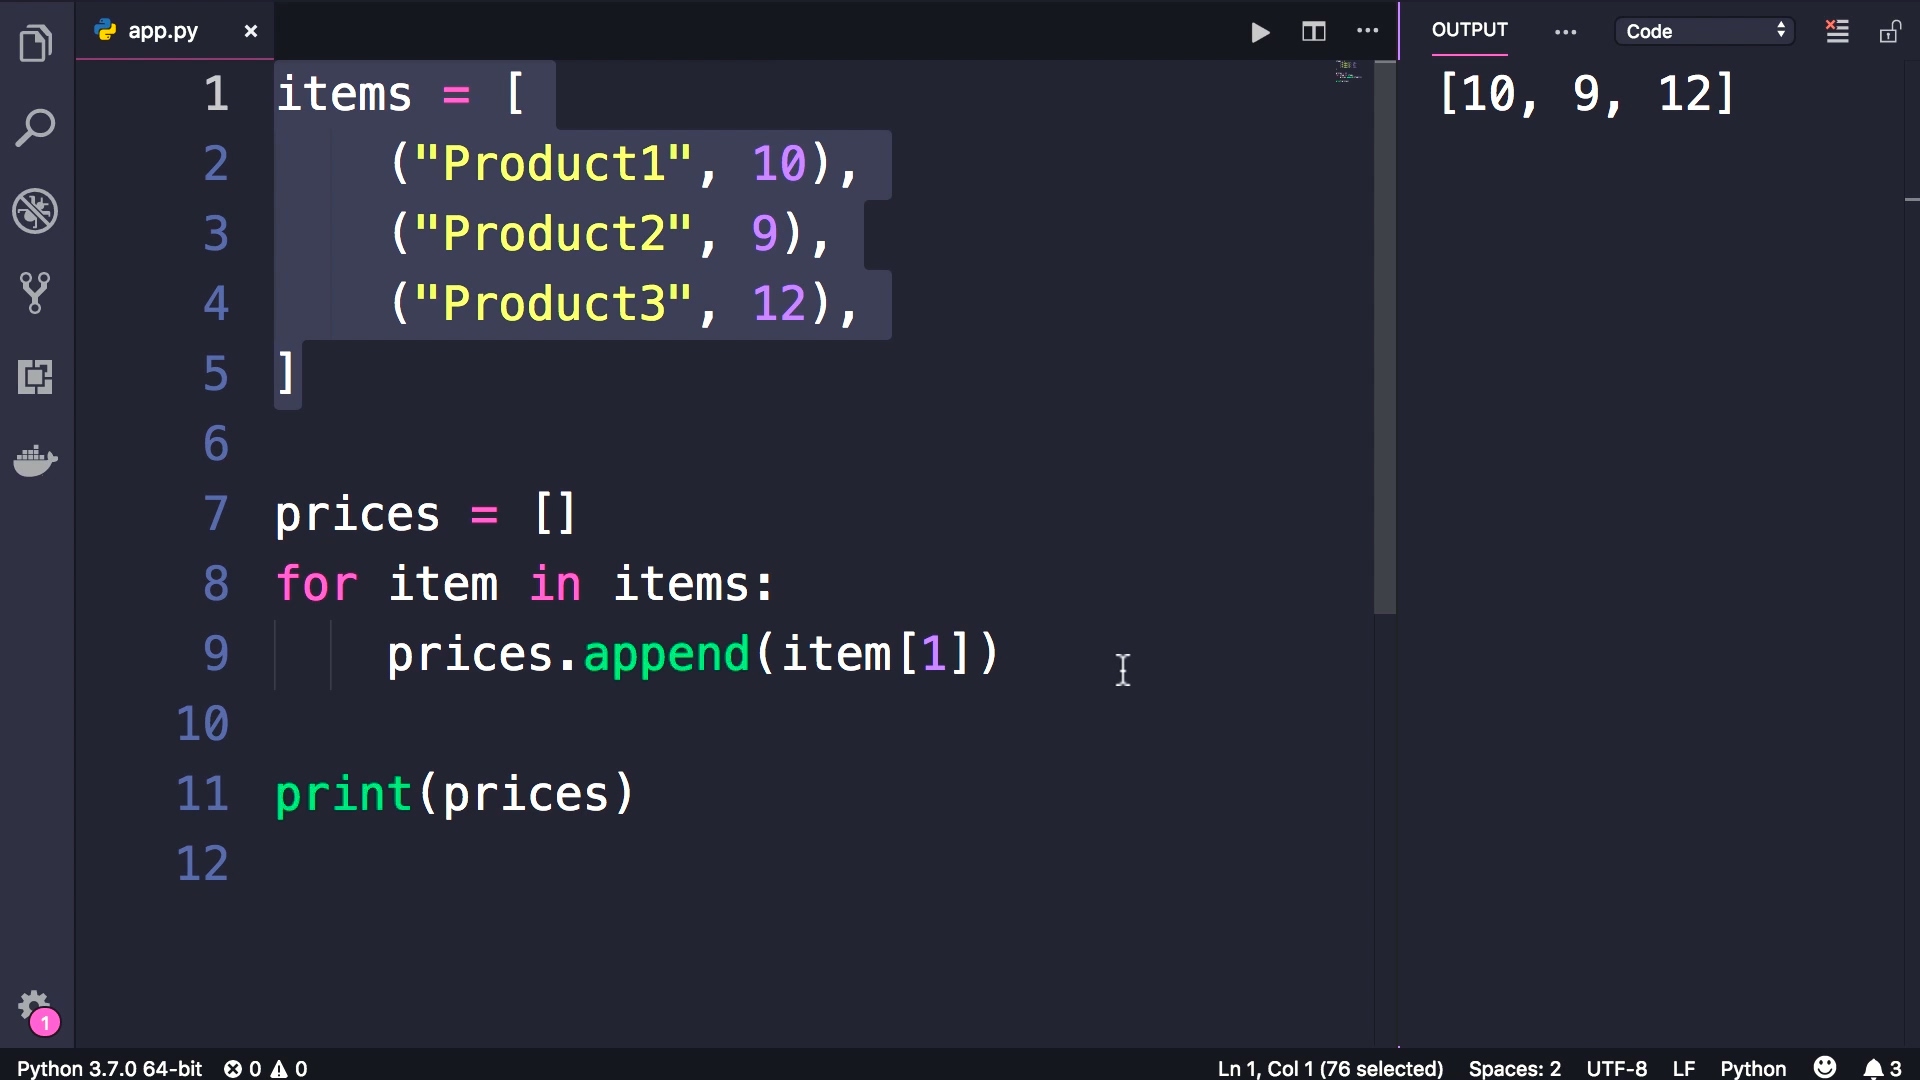 app.py ×
OUTPUT
Code
1 items = [
2 ("Product1", 10),
3 ("Product2", 9),
4 ("Product3", 12),
5 ]
6
7 prices = []
8 for item in items:
9 prices.append(item[1])
10
11 print(prices)
12
[10, 9, 12]
1
Python 3.7.0 64-bit 0 0
Ln 1, Col 1 (76 selected) Spaces: 2 UTF-8 LF Python 3